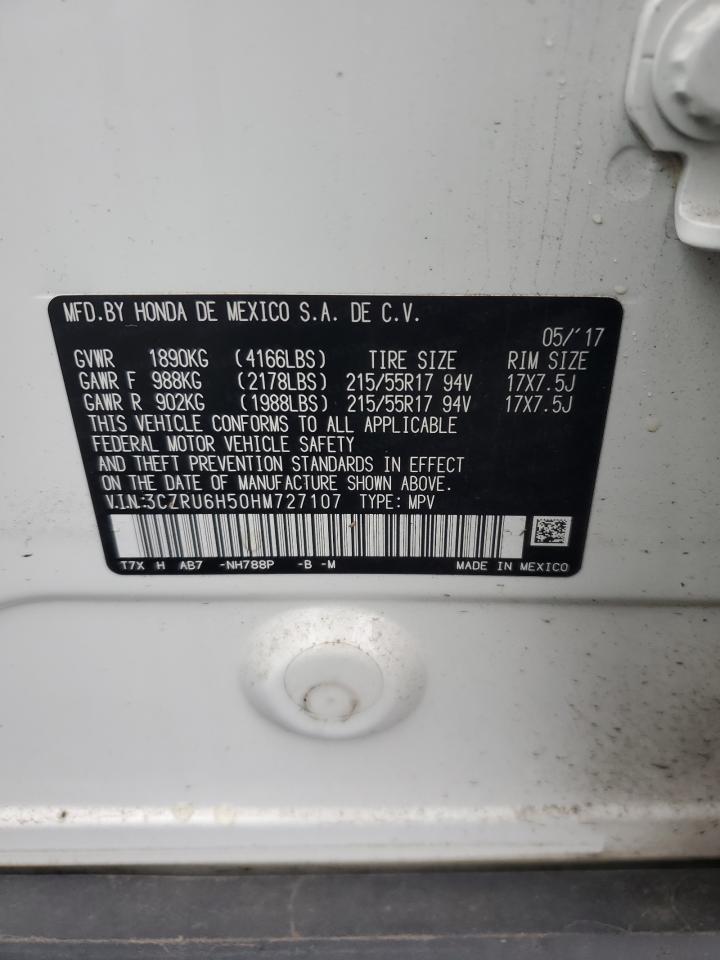 MFD.BY HONDA DE MEXICO S.A. DE C.V.
05/'17
GVWR 1890KG (4166LBS) TIRE SIZE RIM SIZE
GAWR F 988KG (2178LBS) 215/55R17 94V 17X7.5J
GAWR R 902KG (1988LBS) 215/55R17 94V 17X7.5J
THIS VEHICLE CONFORMS TO ALL APPLICABLE
FEDERAL MOTOR VEHICLE SAFETY
AND THEFT PREVENTION STANDARDS IN EFFECT
ON THE DATE OF MANUFACTURE SHOWN ABOVE.
V.I.N:3CZRU6H50HM727107 TYPE: MPV
T7X H AB7 -NH788P -B -M MADE IN MEXICO